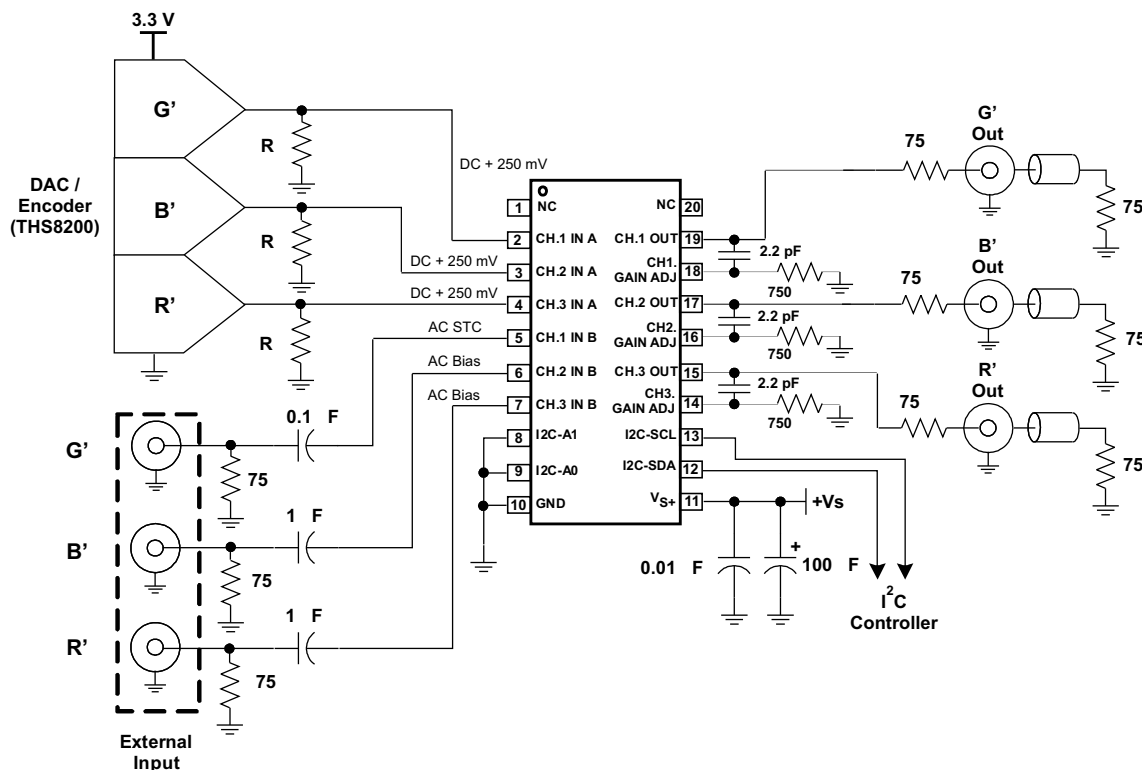 3.3 V
G’
B’
R’
DAC /
Encoder
(THS8200)
R
R
R
DC + 250 mV
DC + 250 mV
DC + 250 mV
AC STC
AC Bias
AC Bias
1
NC
2
CH.1 IN A
3
CH.2 IN A
4
CH.3 IN A
5
CH.1 IN B
6
CH.2 IN B
7
CH.3 IN B
8
I2C-A1
9
I2C-A0
10
GND
NC
20
CH.1 OUT
19
CH1.
GAIN ADJ
18
CH.2 OUT
17
CH2.
GAIN ADJ
16
CH.3 OUT
15
CH3.
GAIN ADJ
14
I2C-SCL
13
I2C-SDA
12
VS+
11
2.2 pF
750
2.2 pF
750
2.2 pF
750
75
G’
Out
75
75
B’
Out
75
75
R’
Out
75
+Vs
0.01 F
+
100 F
I2C
Controller
G’
75
0.1 F
B’
75
1 F
R’
75
1 F
External
Input